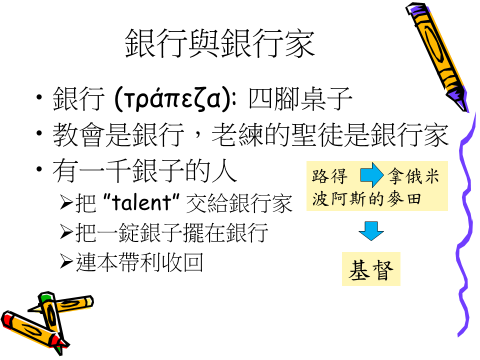 銀行與銀行家
• 銀行 (τράπεζα): 四腳桌子
• 教會是銀行，老練的聖徒是銀行家
• 有一千銀子的人
➢把 ”talent” 交給銀行家
➢把一錠銀子擺在銀行
➢連本帶利收回
路得 拿俄米
波阿斯的麥田
基督